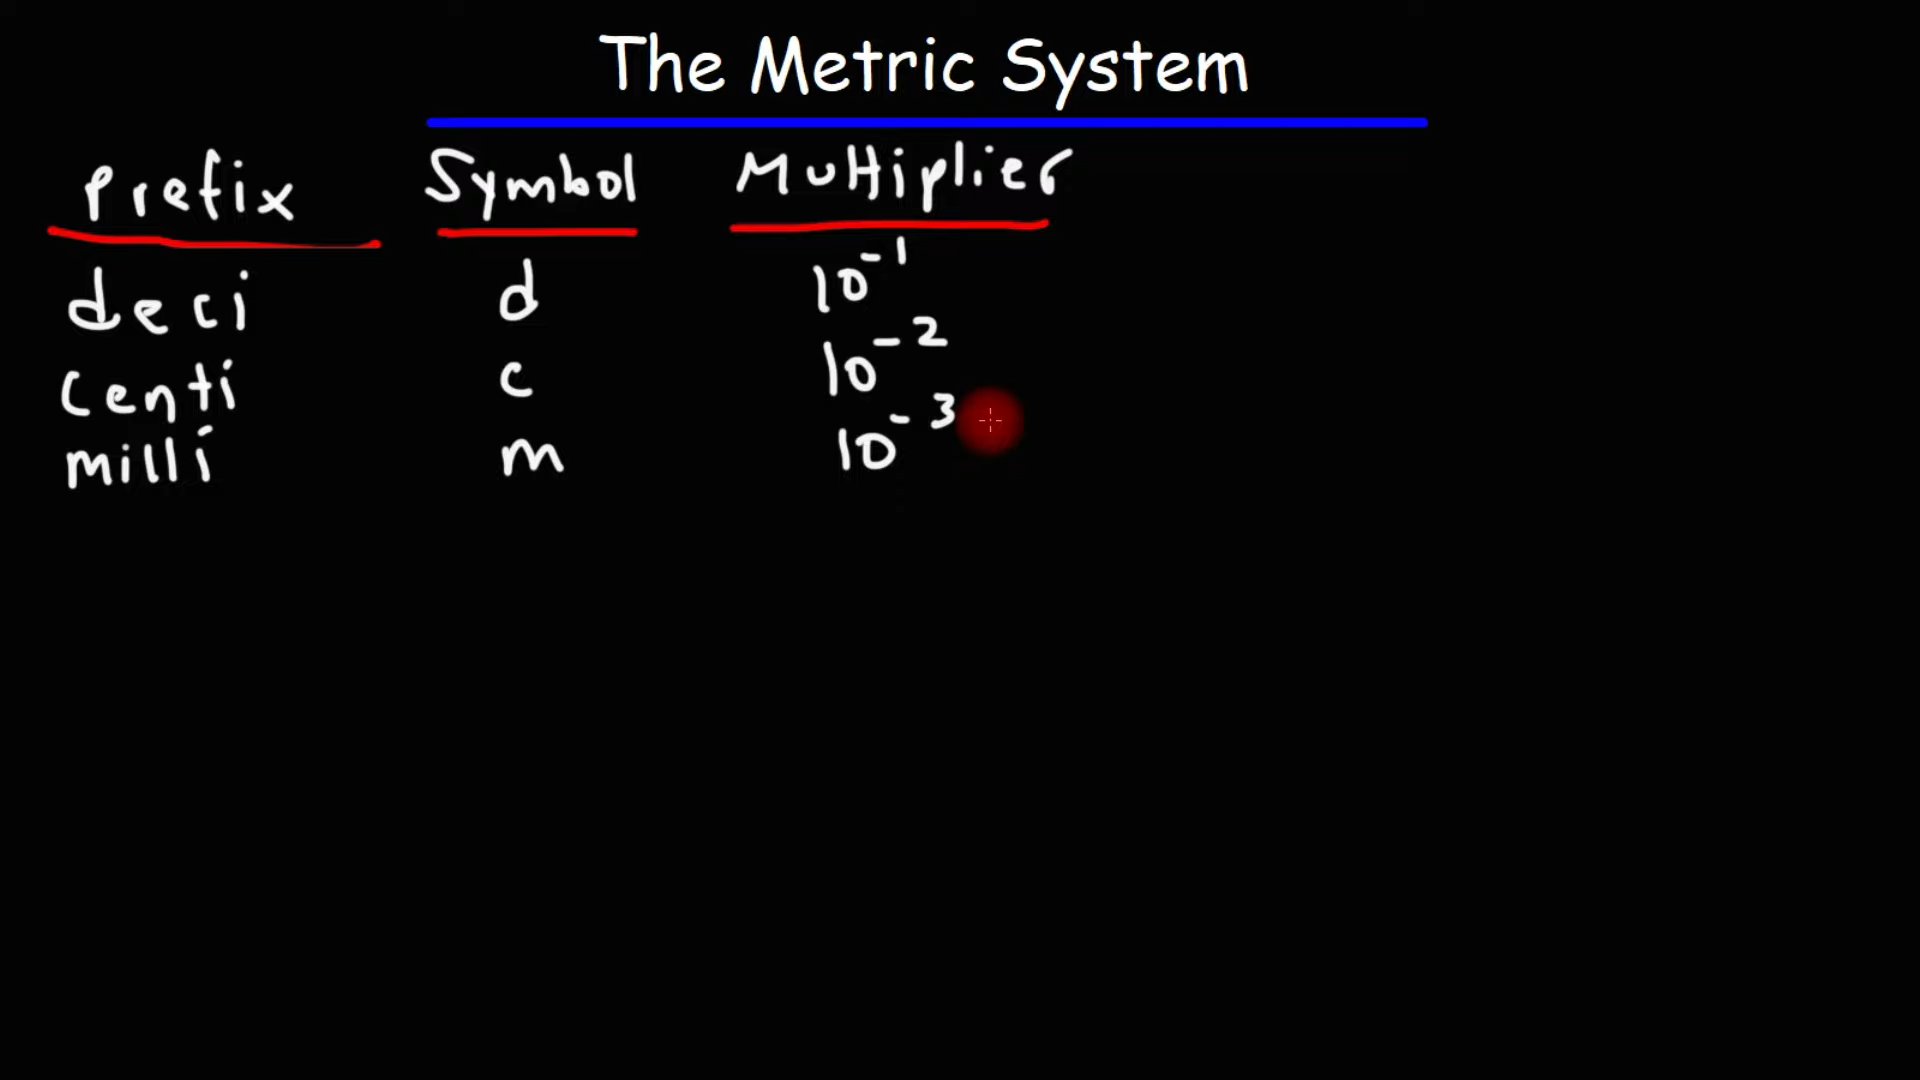 The Metric System
Prefix Symbol Multiplier
deci d 10^-1
centi c 10^-2
milli m 10^-3